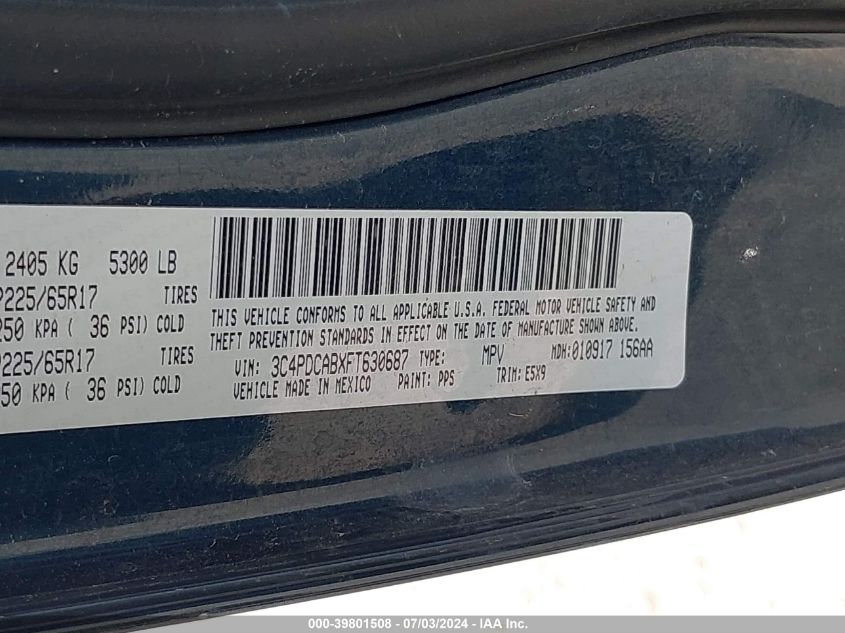 2405 KG 5300 LB
P225/65R17 TIRES
250 KPA ( 36 PSI) COLD
P225/65R17 TIRES
250 KPA ( 36 PSI) COLD
THIS VEHICLE CONFORMS TO ALL APPLICABLE U.S.A. FEDERAL MOTOR VEHICLE SAFETY AND
THEFT PREVENTION STANDARDS IN EFFECT ON THE DATE OF MANUFACTURE SHOWN ABOVE.
VIN: 3C4PDCABXFT630687 TYPE: MPV MDH: 010917 156AA
VEHICLE MADE IN MEXICO PAINT: PPS TRIM: E5X9
000-39801508 - 07/03/2024 - IAA Inc.